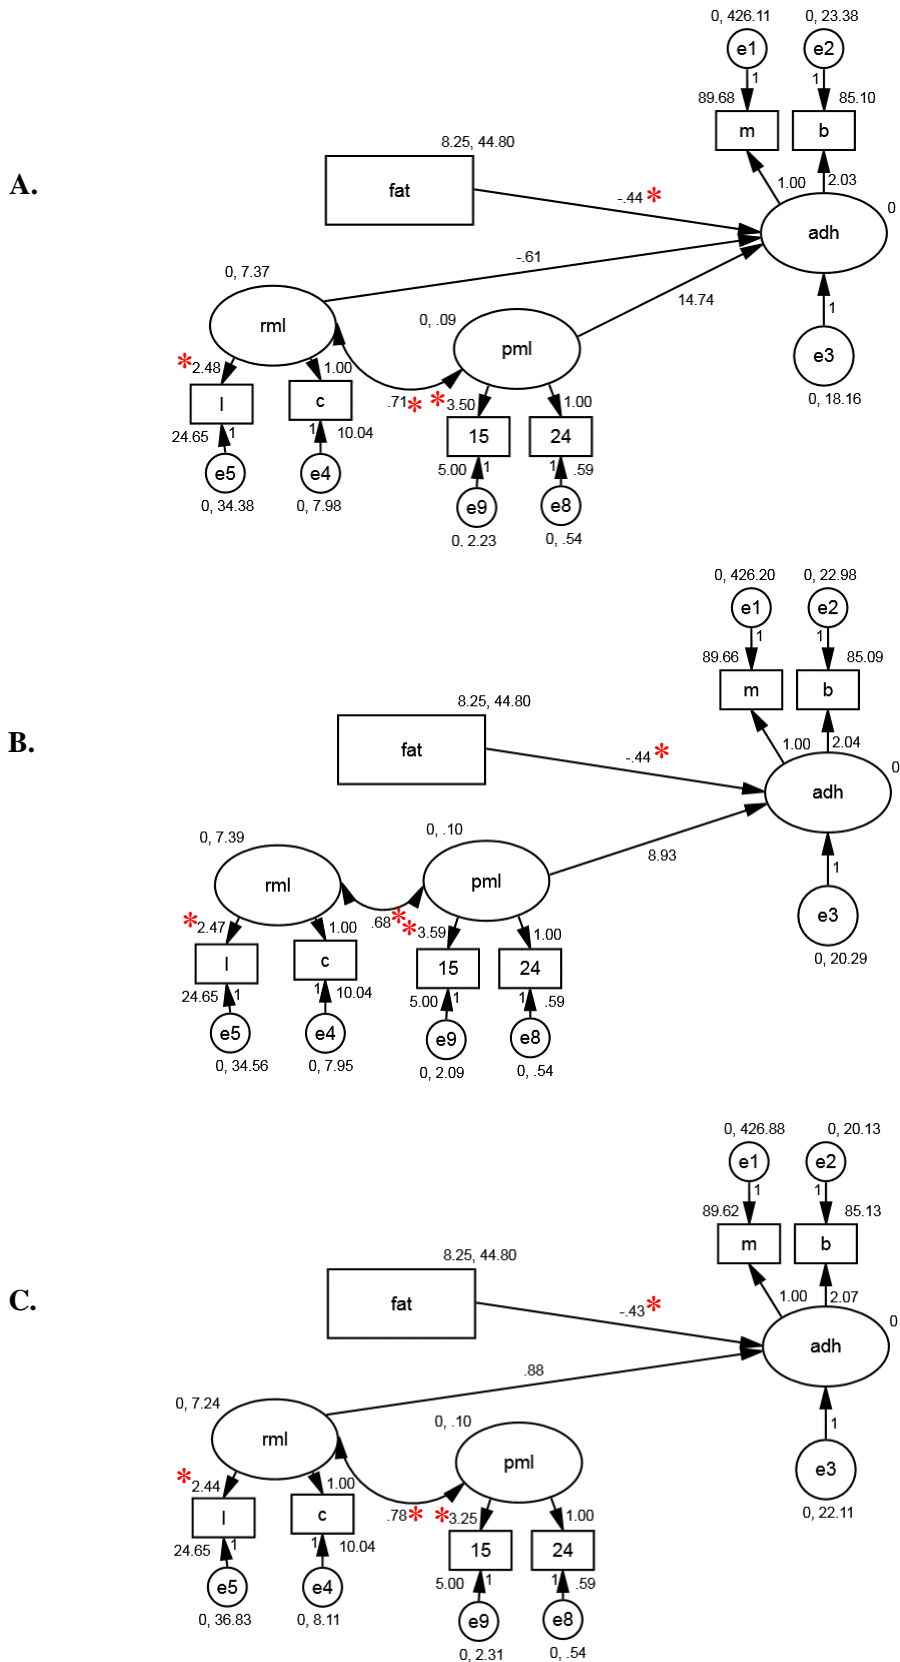 0, 426.11 0, 23.38
e1 e2
1 1
89.68 85.10
m b
8.25, 44.80
A.
fat
1.00 2.03
-.44 *
0
adh
-.61
0, 7.37
14.74
rml
0, .09
1
pml
e3
* 2.48 1.00
.71 * * 3.50 1.00
0, 18.16
l c
24.65 1 1 10.04
15 24
5.00 1 1 .59
e5 e4
0, 34.38 0, 7.98
e9 e8
0, 2.23 0, .54
0, 426.20 0, 22.98
e1 e2
1 1
89.66 85.09
m b
8.25, 44.80
B.
fat
1.00 2.04
-.44 *
0
adh
0, 7.39 0, .10
8.93
rml pml
1
e3
* 2.47 1.00 .68 * * 3.59 1.00
0, 20.29
l c 15 24
24.65 1 1 10.04 5.00 1 1 .59
e5 e4 e9 e8
0, 34.56 0, 7.95 0, 2.09 0, .54
0, 426.88 0, 20.13
e1 e2
1 1
89.62 85.13
m b
8.25, 44.80
C.
fat
1.00 2.07
-.43 *
0
adh
.88
0, 7.24
0, .10
1
rml
pml
e3
* 2.44 1.00
.78 * * 3.25 1.00
0, 22.11
l c
24.65 1 1 10.04
15 24
5.00 1 1 .59
e5 e4
0, 36.83 0, 8.11
e9 e8
0, 2.31 0, .54